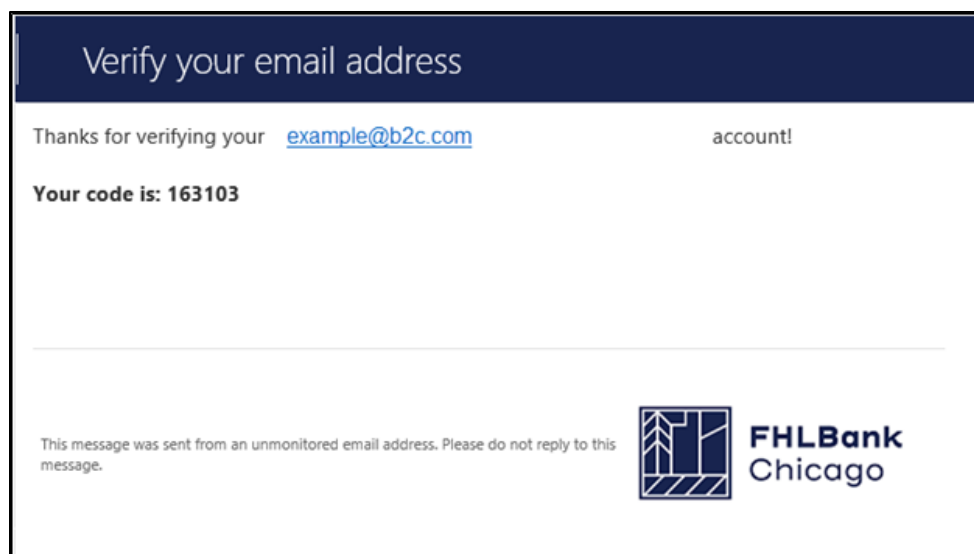 Verify your email address
Thanks for verifying your example@b2c.com account!
Your code is: 163103
This message was sent from an unmonitored email address. Please do not reply to this
message.
FHLBank
Chicago